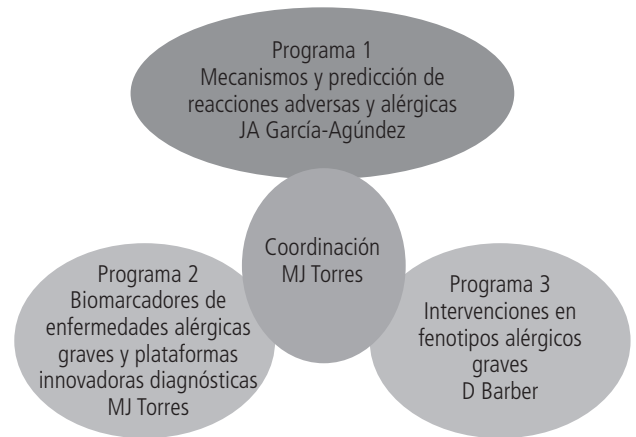 Programa 1
Mecanismos y predicción de
reacciones adversas y alérgicas
JA García-Agúndez
Coordinación
MJ Torres
Programa 2
Biomarcadores de
enfermedades alérgicas
graves y plataformas
innovadoras diagnósticas
MJ Torres
Programa 3
Intervenciones en
fenotipos alérgicos
graves
D Barber